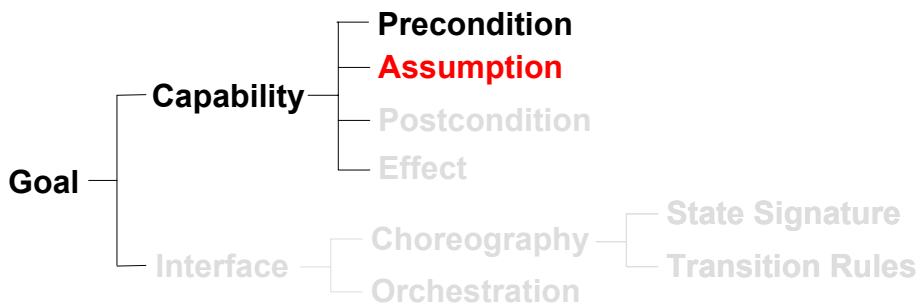 Precondition
Assumption
Capability
Postcondition
Effect
Goal
State Signature
Choreography
Interface
Transition Rules
Orchestration